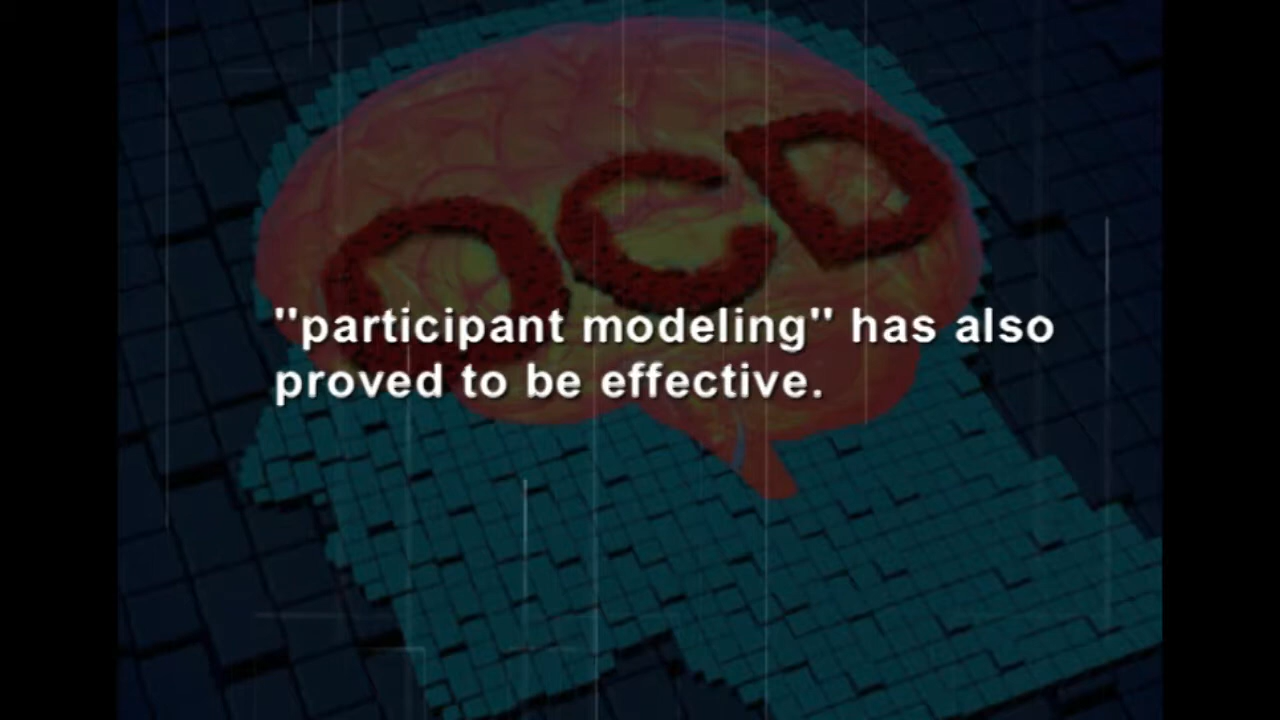 OCD
"participant modeling" has also
proved to be effective.